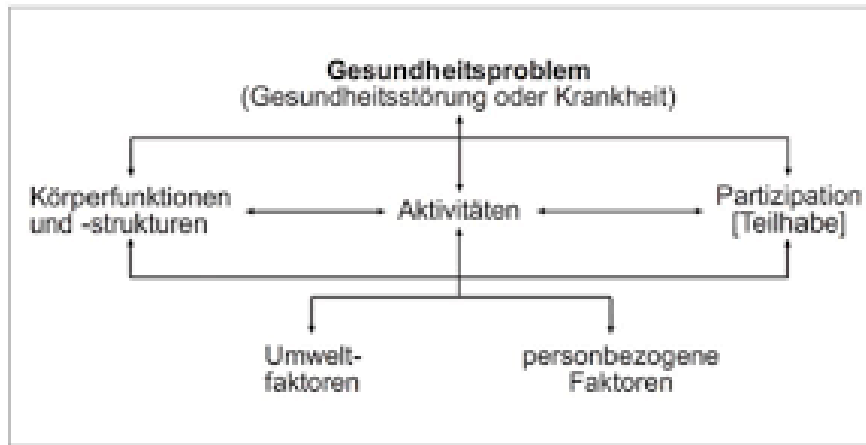 Gesundheitsproblem
(Gesundheitsstörung oder Krankheit)
Körperfunktionen
und -strukturen
Aktivitäten
Partizipation
[Teilhabe]
Umwelt-
faktoren
personbezogene
Faktoren